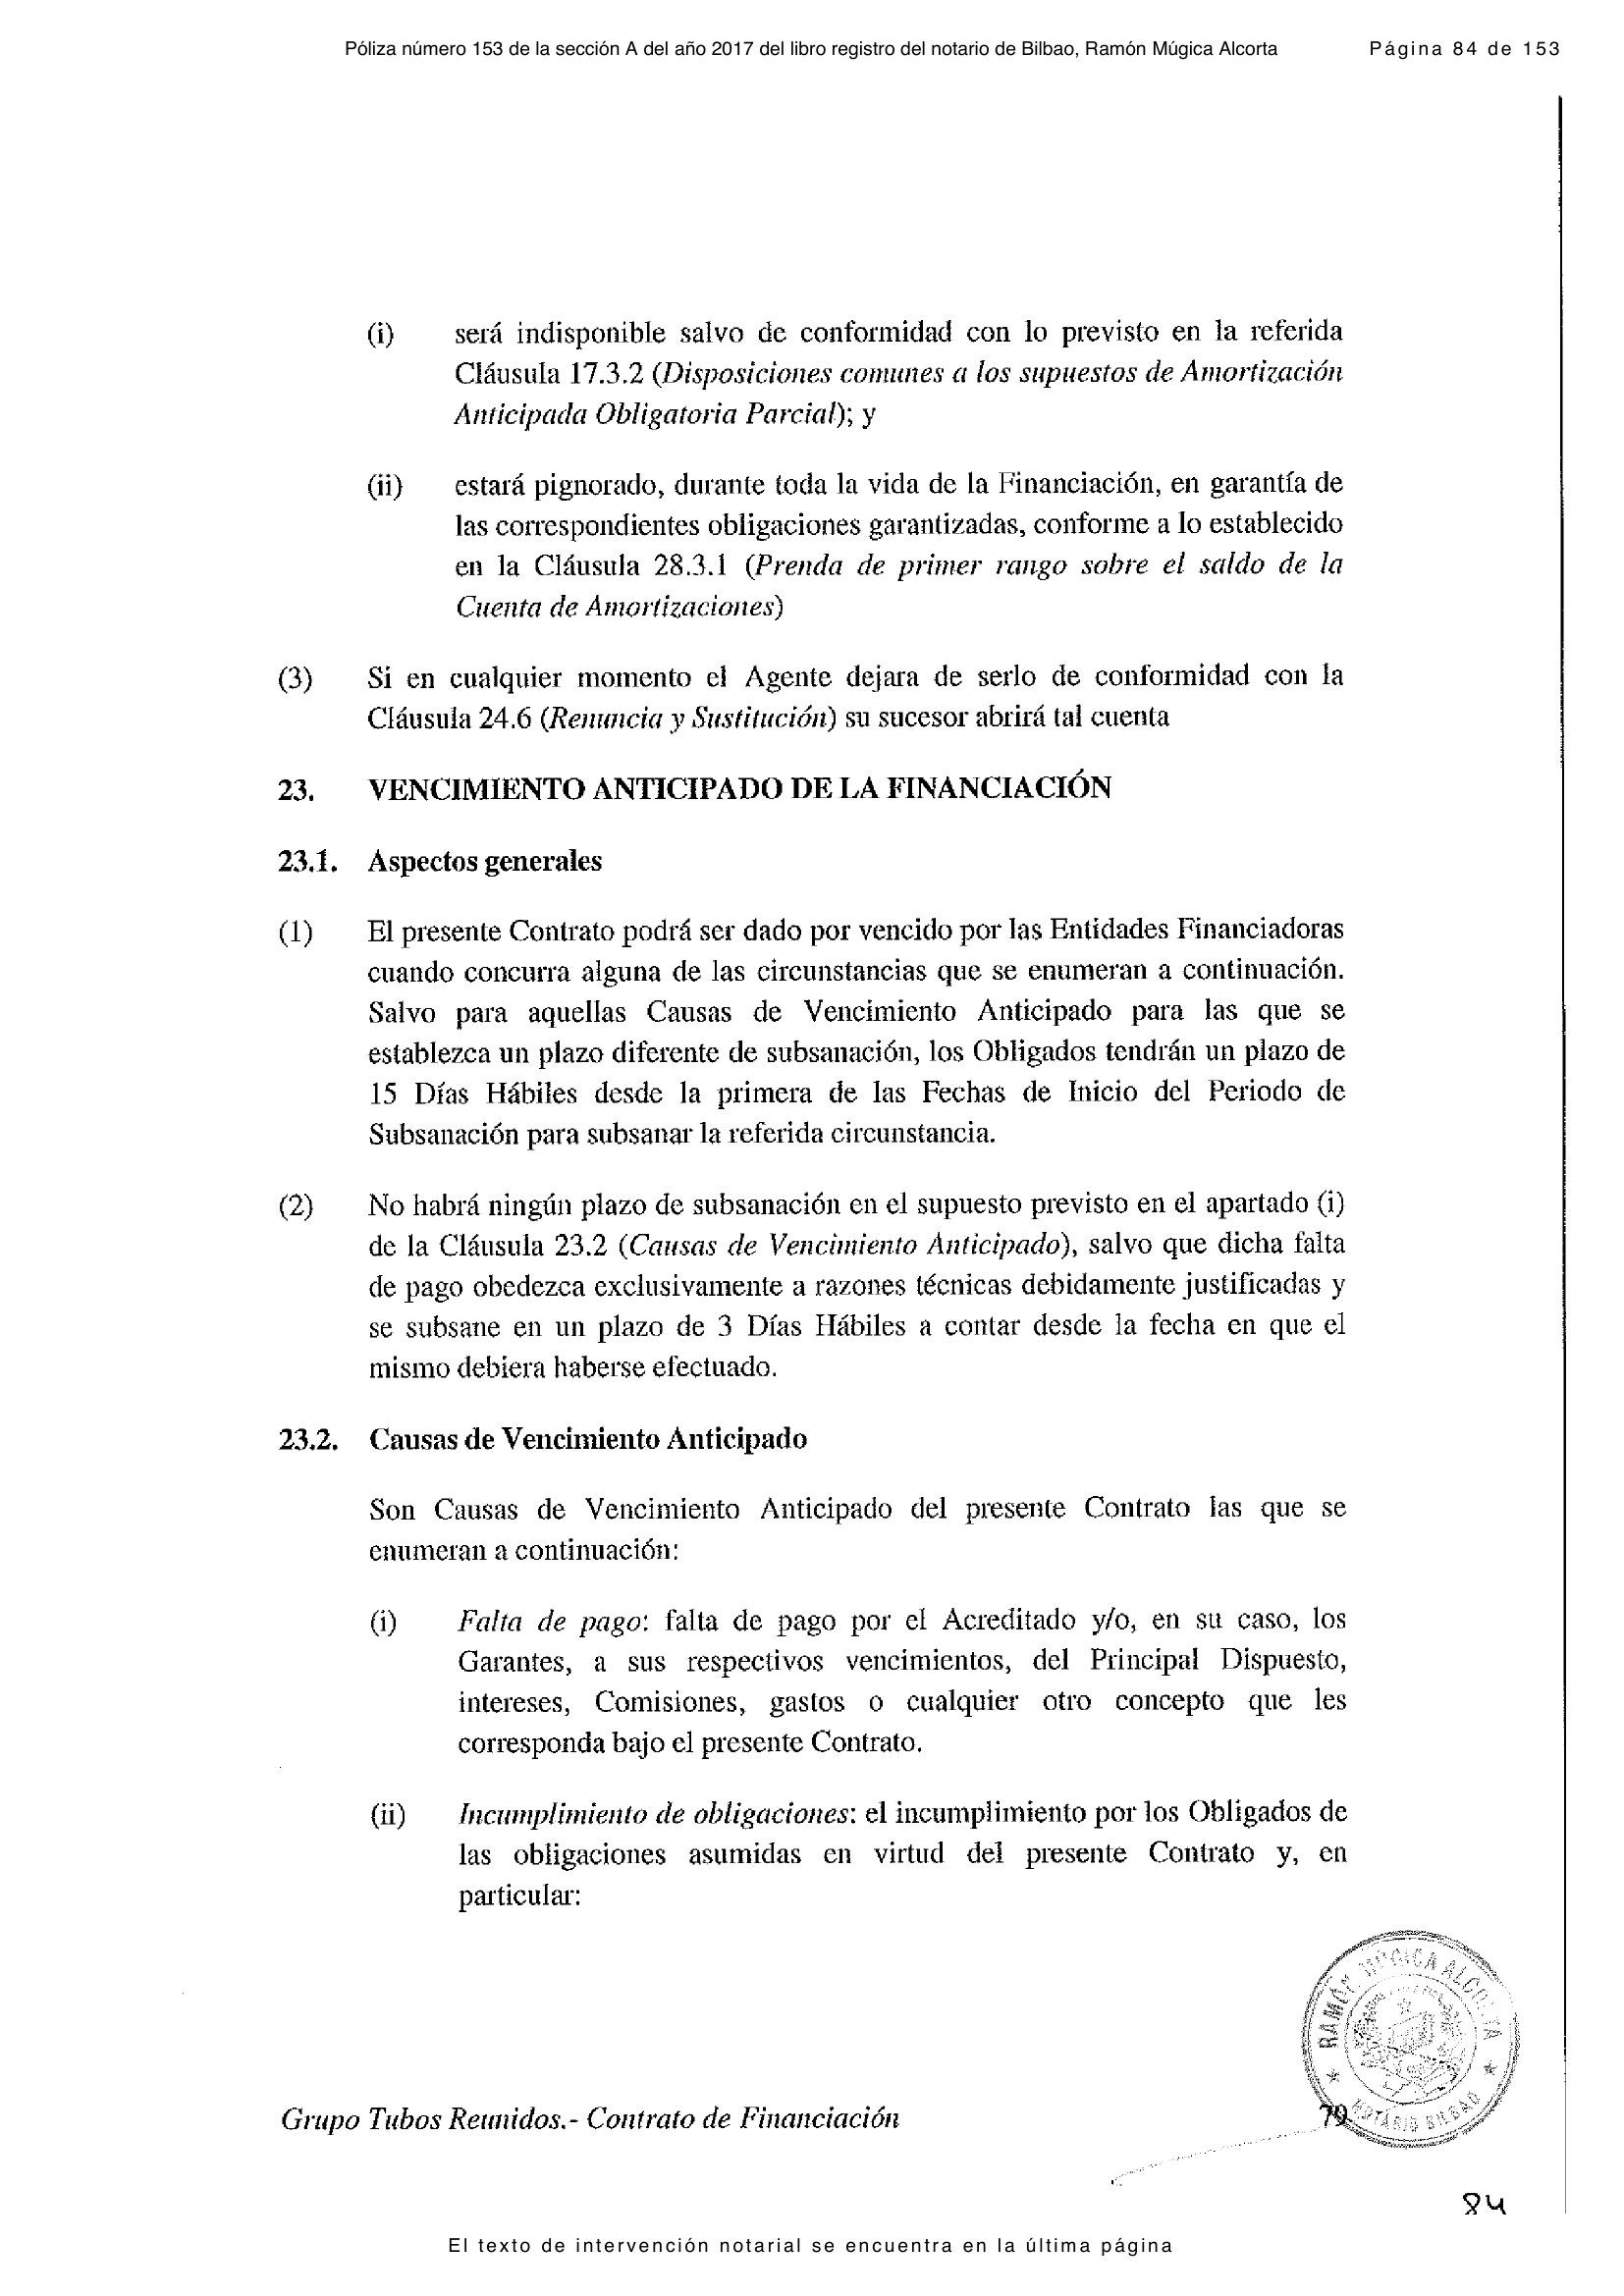 Póliza número 153 de la sección A del año 2017 del libro registro del notario de Bilbao, Ramón Múgica Alcorta
Página 84 de 153
(i) será indisponible salvo de conformidad con lo previsto en la referida
Cláusula 17.3.2 (Disposiciones comunes a los supuestos de Amortización
Anticipada Obligatoria Parcial); y
(ii) estará pignorado, durante toda la vida de la Financiación, en garantía de
las correspondientes obligaciones garantizadas, conforme a lo establecido
en la Cláusula 28.3.1 (Prenda de primer rango sobre el saldo de la
Cuenta de Amortizaciones)
(3) Si en cualquier momento el Agente dejara de serlo de conformidad con la
Cláusula 24.6 (Renuncia y Sustitución) su sucesor abrirá tal cuenta
23. VENCIMIENTO ANTICIPADO DE LA FINANCIACIÓN
23.1. Aspectos generales
(1) El presente Contrato podrá ser dado por vencido por las Entidades Financiadoras
cuando concurra alguna de las circunstancias que se enumeran a continuación.
Salvo para aquellas Causas de Vencimiento Anticipado para las que se
establezca un plazo diferente de subsanación, los Obligados tendrán un plazo de
15 Días Hábiles desde la primera de las Fechas de Inicio del Periodo de
Subsanación para subsanar la referida circunstancia.
(2) No habrá ningún plazo de subsanación en el supuesto previsto en el apartado (i)
de la Cláusula 23.2 (Causas de Vencimiento Anticipado), salvo que dicha falta
de pago obedezca exclusivamente a razones técnicas debidamente justificadas y
se subsane en un plazo de 3 Días Hábiles a contar desde la fecha en que el
mismo debiera haberse efectuado.
23.2. Causas de Vencimiento Anticipado
Son Causas de Vencimiento Anticipado del presente Contrato las que se
enumeran a continuación:
(i) Falta de pago: falta de pago por el Acreditado y/o, en su caso, los
Garantes, a sus respectivos vencimientos, del Principal Dispuesto,
intereses, Comisiones, gastos o cualquier otro concepto que les
corresponda bajo el presente Contrato.
(ii) Incumplimiento de obligaciones: el incumplimiento por los Obligados de
las obligaciones asumidas en virtud del presente Contrato y, en
particular:
RAMÓN MÚGICA ALCORTA
NOTARIO BILBAO
Grupo Tubos Reunidos.- Contrato de Financiación
79
84
El texto de intervención notarial se encuentra en la última página